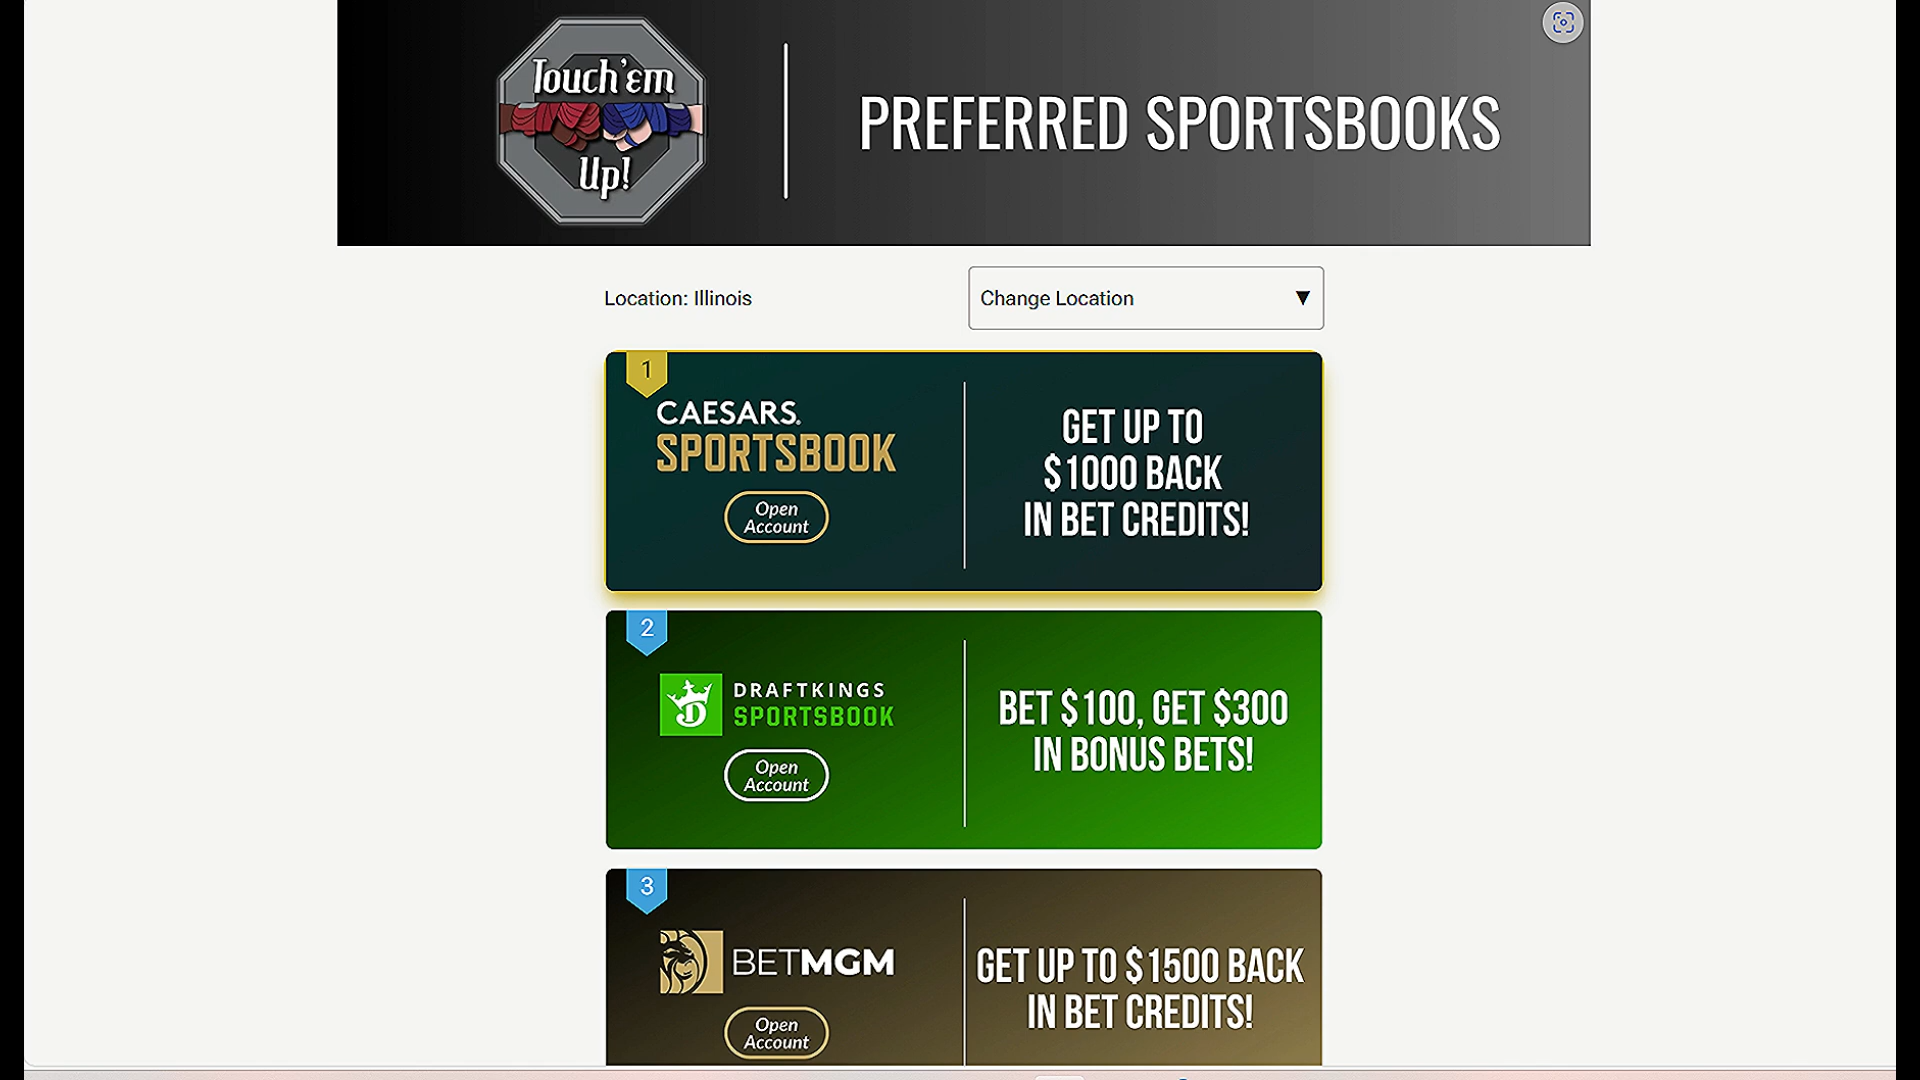 Touch'em
Up!
PREFERRED SPORTSBOOKS
Location: Illinois
Change Location
1
CAESARS.
SPORTSBOOK
Open
Account
GET UP TO
$1000 BACK
IN BET CREDITS!
2
DRAFTKINGS
SPORTSBOOK
Open
Account
BET $100, GET $300
IN BONUS BETS!
3
BETMGM
Open
Account
GET UP TO $1500 BACK
IN BET CREDITS!